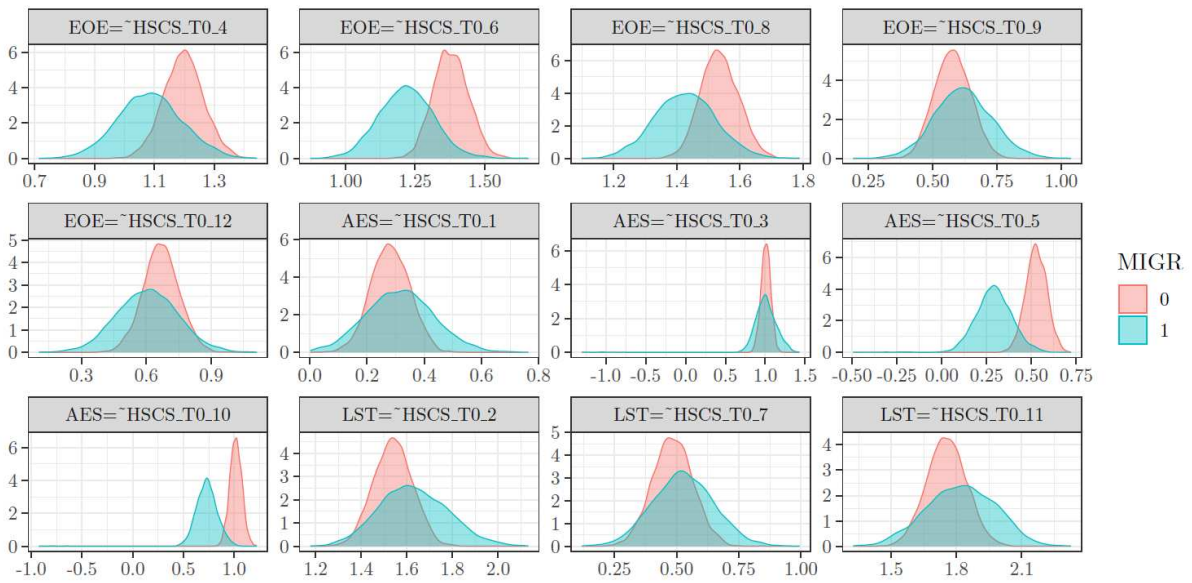 EOE=˜HSCS_T0_4 EOE=˜HSCS_T0_6 EOE=˜HSCS_T0_8 EOE=˜HSCS_T0_9
6 6 6
4 4 4 4
2 2 2 2
0 0 0 0
0.7 0.9 1.1 1.3 1.00 1.25 1.50 1.2 1.4 1.6 1.8 0.25 0.50 0.75 1.00
EOE=˜HSCS_T0_12 AES=˜HSCS_T0_1 AES=˜HSCS_T0_3 AES=˜HSCS_T0_5
5 6
4 6 6
3 4 4 4
2 2 2 2
1
0 0 0 0
0.3 0.6 0.9 0.0 0.2 0.4 0.6 0.8 -1.0 -0.5 0.0 0.5 1.0 1.5 -0.50 -0.25 0.00 0.25 0.50 0.75
MIGR
0
1
AES=˜HSCS_T0_10 LST=˜HSCS_T0_2 LST=˜HSCS_T0_7 LST=˜HSCS_T0_11
5
6 4 4 4
4 3 3 3
2 2 2
2 1 1 1
0 0 0 0
-1.0 -0.5 0.0 0.5 1.0 1.2 1.4 1.6 1.8 2.0 0.25 0.50 0.75 1.00 1.5 1.8 2.1